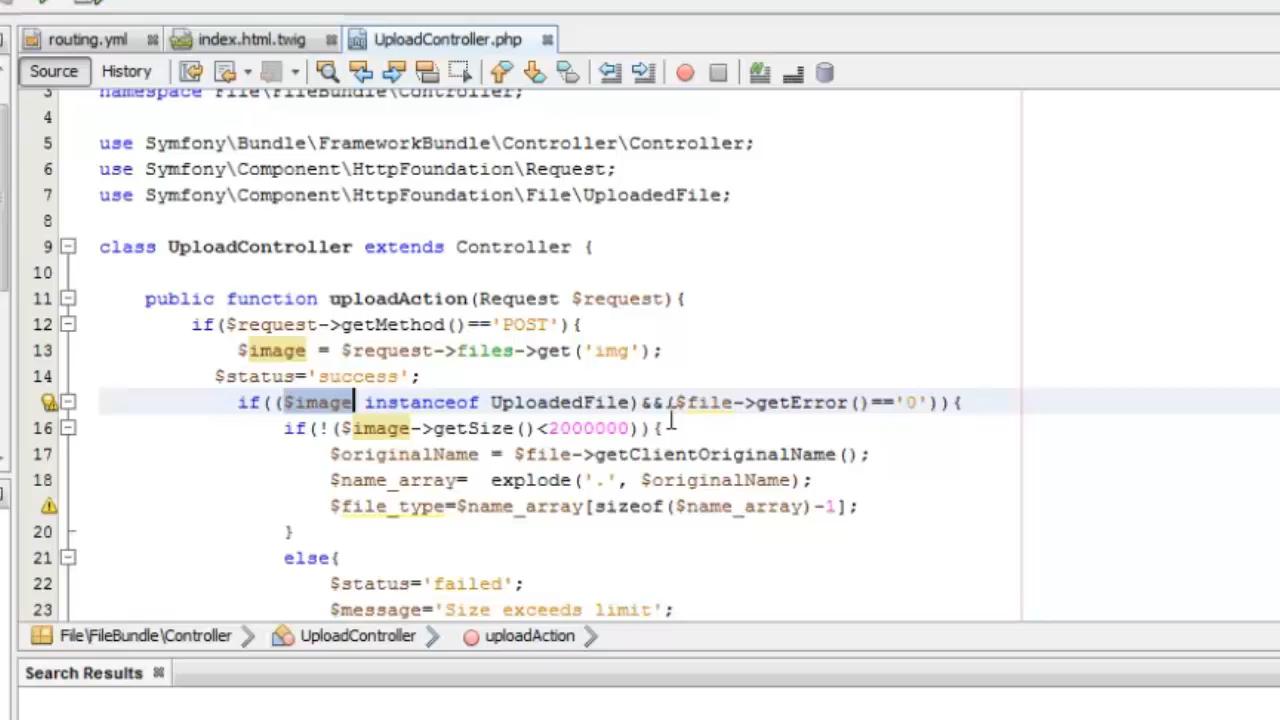 routing.yml index.html.twig UploadController.php
Source History
3 namespace File\FileBundle\Controller;
4
5 use Symfony\Bundle\FrameworkBundle\Controller\Controller;
6 use Symfony\Component\HttpFoundation\Request;
7 use Symfony\Component\HttpFoundation\File\UploadedFile;
8
9 class UploadController extends Controller {
10
11 public function uploadAction(Request $request){
12 if($request->getMethod()=='POST'){
13 $image = $request->files->get('img');
14 $status='success';
if(($image instanceof UploadedFile)&&($file->getError()=='0')){
16 if(!($image->getSize()<2000000)){
17 $originalName = $file->getClientOriginalName();
18 $name_array= explode('.', $originalName);
$file_type=$name_array[sizeof($name_array)-1];
20 }
21 else{
22 $status='failed';
23 $message='Size exceeds limit';
File\FileBundle\Controller UploadController uploadAction
Search Results